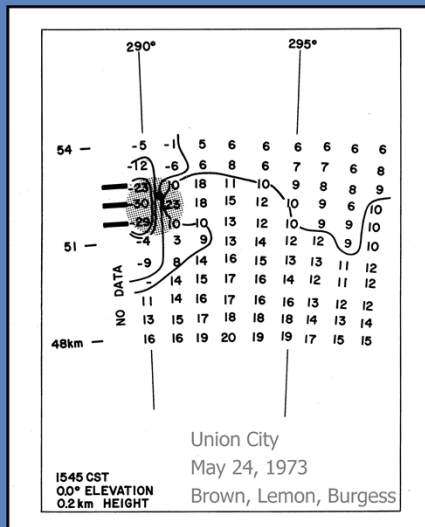 290° 295°
54 — -5 -1 5 6 6 6 6 6 6
-12 -6 6 8 6 7 7 6 8
-23 10 18 11 10 9 8 8 9
-30 23 18 15 12 10 9 6 10
-29 10 10 13 12 10 9 9 10
51 — -4 3 9 13 14 12 12 9 10
-9 8 14 16 15 13 13 11 12
- 14 15 17 16 14 12 11 12
11 14 16 17 16 16 13 12 12
13 15 17 18 18 18 14 13 14
48km — 16 16 19 20 19 19 17 15 15
NO DATA
Union City
May 24, 1973
Brown, Lemon, Burgess
1545 CST
0.0° ELEVATION
0.2 km HEIGHT